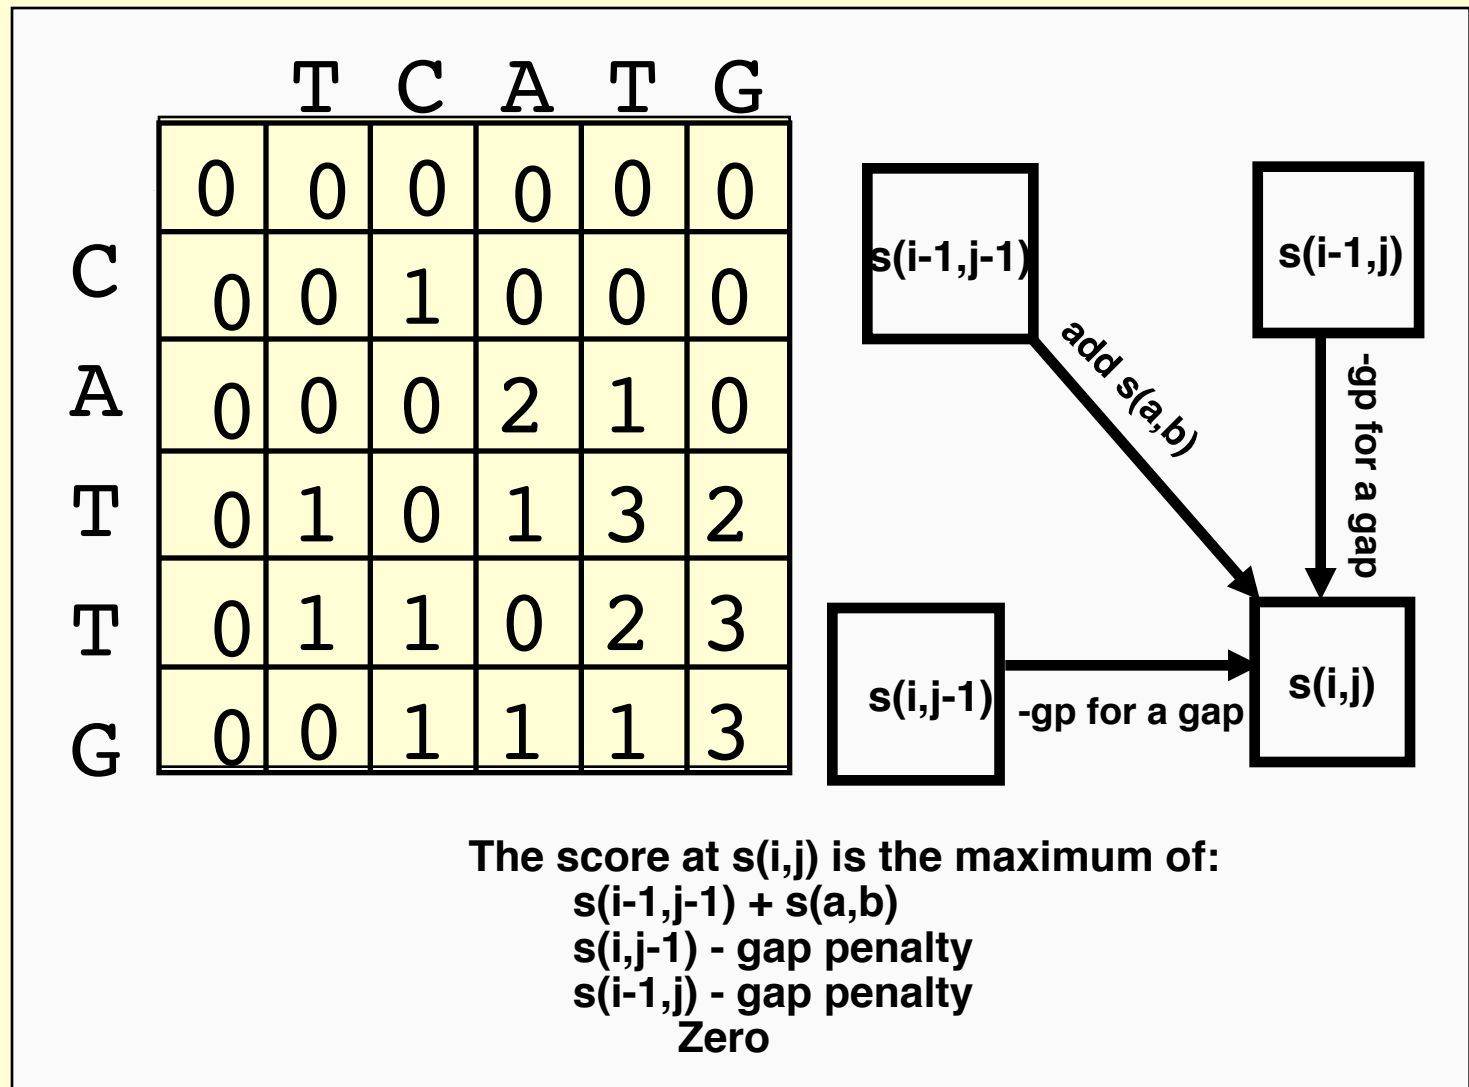 T C A T G
0 0 0 0 0 0
C 0 0 1 0 0 0
A 0 0 0 2 1 0
T 0 1 0 1 3 2
T 0 1 1 0 2 3
G 0 0 1 1 1 3
s(i-1,j-1)
s(i-1,j)
add s(a,b)
-gp for a gap
s(i,j-1)
-gp for a gap
s(i,j)
The score at s(i,j) is the maximum of:
s(i-1,j-1) + s(a,b)
s(i,j-1) - gap penalty
s(i-1,j) - gap penalty
Zero